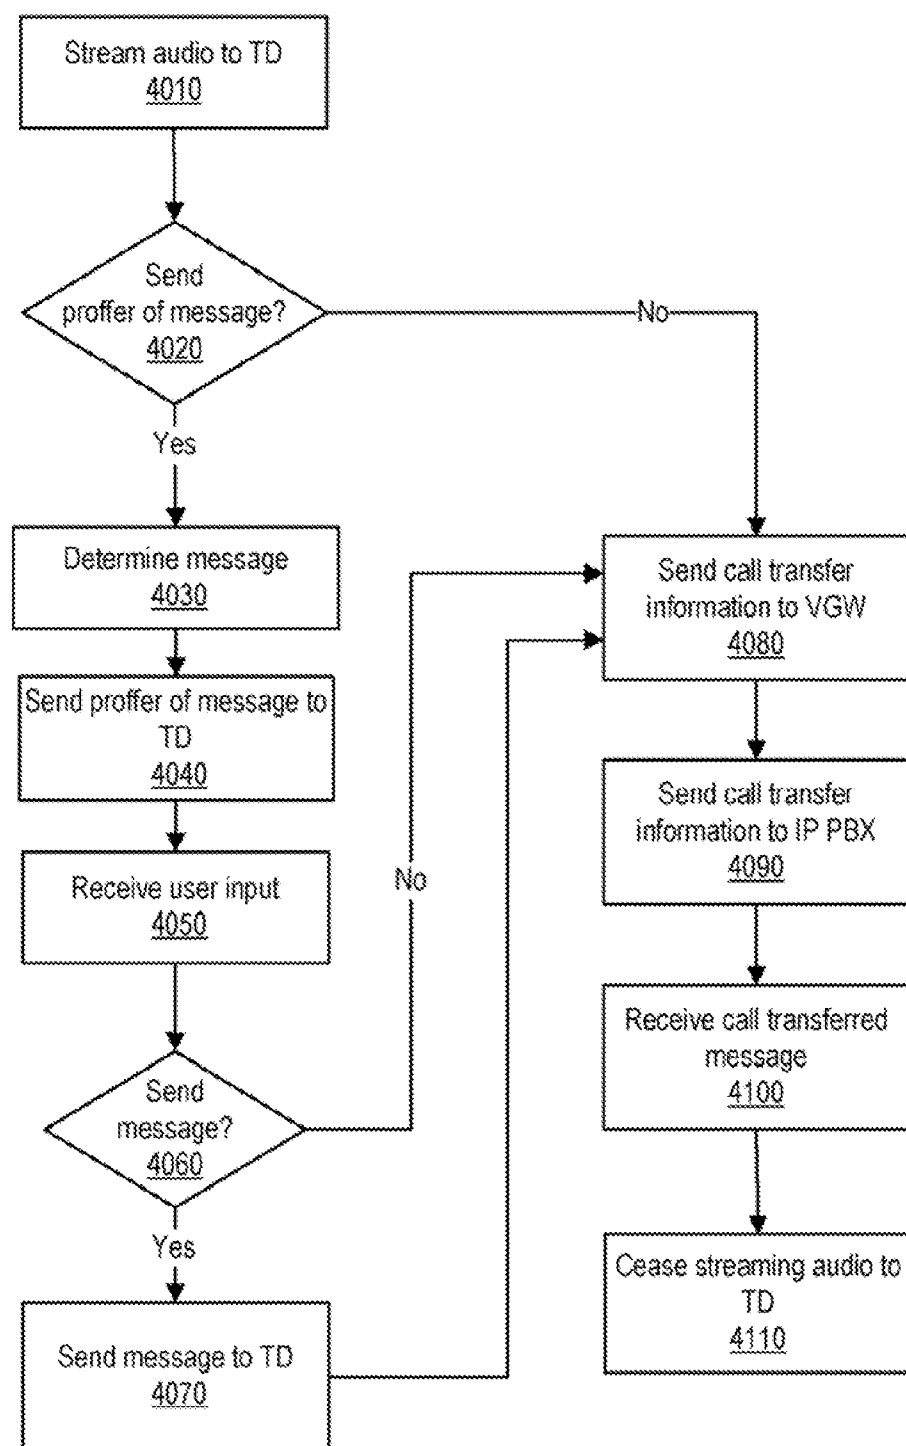 Stream audio to TD
4010
Send
proffer of message?
4020
No
Yes
Determine message
4030
Send proffer of message to
TD
4040
Receive user input
4050
No
Send
message?
4060
Yes
Send message to TD
4070
Send call transfer
information to VGW
4080
Send call transfer
information to IP PBX
4090
Receive call transferred
message
4100
Cease streaming audio to
TD
4110